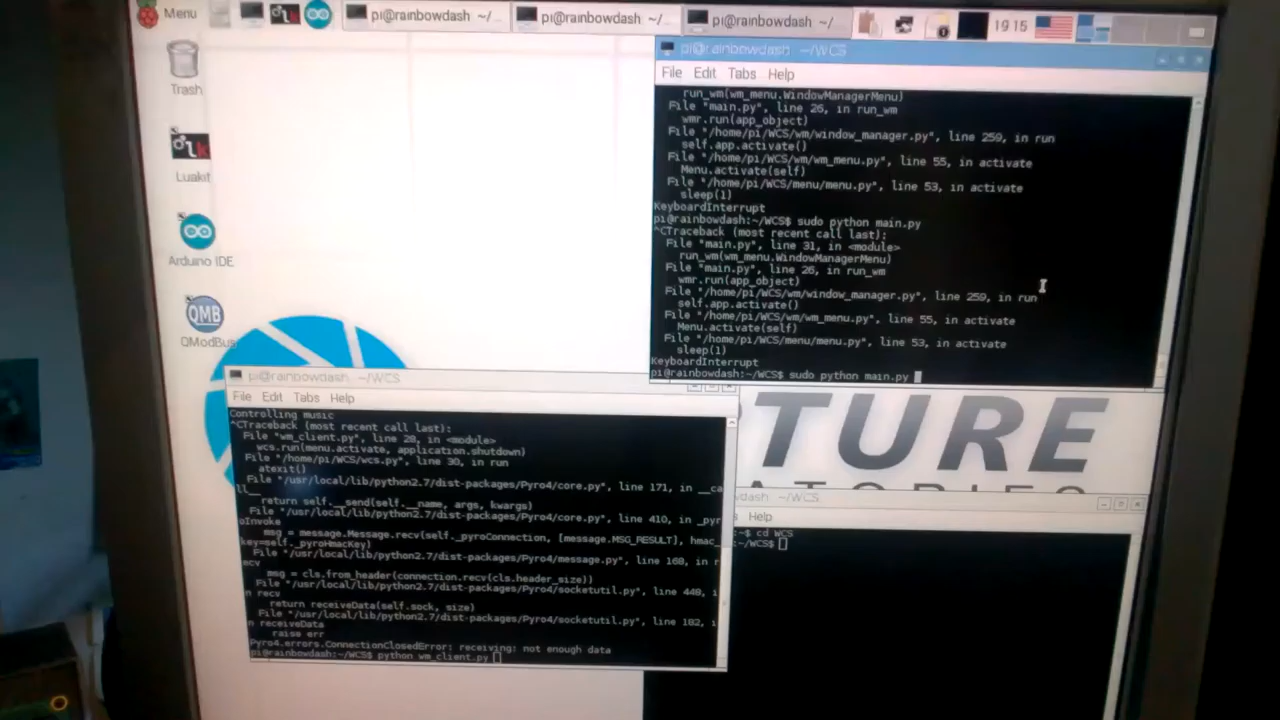 Menu
pi@rainbowdash: ~/...
pi@rainbowdash: ~/...
pi@rainbowdash: ~/
19:15
Trash
Luakit
Arduino IDE
QMB
QModBus
pi@rainbowdash: ~/WCS
File Edit Tabs Help
run_wm(wm_menu.WindowManagerMenu)
File "main.py", line 26, in run_wm
wmr.run(app_object)
File "/home/pi/WCS/wm/window_manager.py", line 259, in run
self.app.activate()
File "/home/pi/WCS/wm/wm_menu.py", line 55, in activate
Menu.activate(self)
File "/home/pi/WCS/menu/menu.py", line 53, in activate
sleep(1)
KeyboardInterrupt
pi@rainbowdash:~/WCS$ sudo python main.py
^CTraceback (most recent call last):
File "main.py", line 31, in <module>
run_wm(wm_menu.WindowManagerMenu)
File "main.py", line 26, in run_wm
wmr.run(app_object)
File "/home/pi/WCS/wm/window_manager.py", line 259, in run
self.app.activate()
File "/home/pi/WCS/wm/wm_menu.py", line 55, in activate
Menu.activate(self)
File "/home/pi/WCS/menu/menu.py", line 53, in activate
sleep(1)
KeyboardInterrupt
pi@rainbowdash:~/WCS$ sudo python main.py
pi@rainbowdash: ~/WCS
File Edit Tabs Help
Controlling music
^CTraceback (most recent call last):
File "wm_client.py", line 28, in <module>
wcs.run(menu.activate, application.shutdown)
File "/home/pi/WCS/wcs.py", line 30, in run
atexit()
File "/usr/local/lib/python2.7/dist-packages/Pyro4/core.py", line 171, in __ca
ll__
return self.__send(self.__name, args, kwargs)
File "/usr/local/lib/python2.7/dist-packages/Pyro4/core.py", line 410, in _pyr
oInvoke
msg = message.Message.recv(self._pyroConnection, [message.MSG_RESULT], hmac_
key=self._pyroHmacKey)
File "/usr/local/lib/python2.7/dist-packages/Pyro4/message.py", line 168, in r
ecv
msg = cls.from_header(connection.recv(cls.header_size))
File "/usr/local/lib/python2.7/dist-packages/Pyro4/socketutil.py", line 448, i
n recv
return receiveData(self.sock, size)
File "/usr/local/lib/python2.7/dist-packages/Pyro4/socketutil.py", line 182, i
n receiveData
raise err
Pyro4.errors.ConnectionClosedError: receiving: not enough data
pi@rainbowdash:~/WCS$ python wm_client.py
TURE
~/WCS
Help
:~$ cd WCS
:~/WCS$